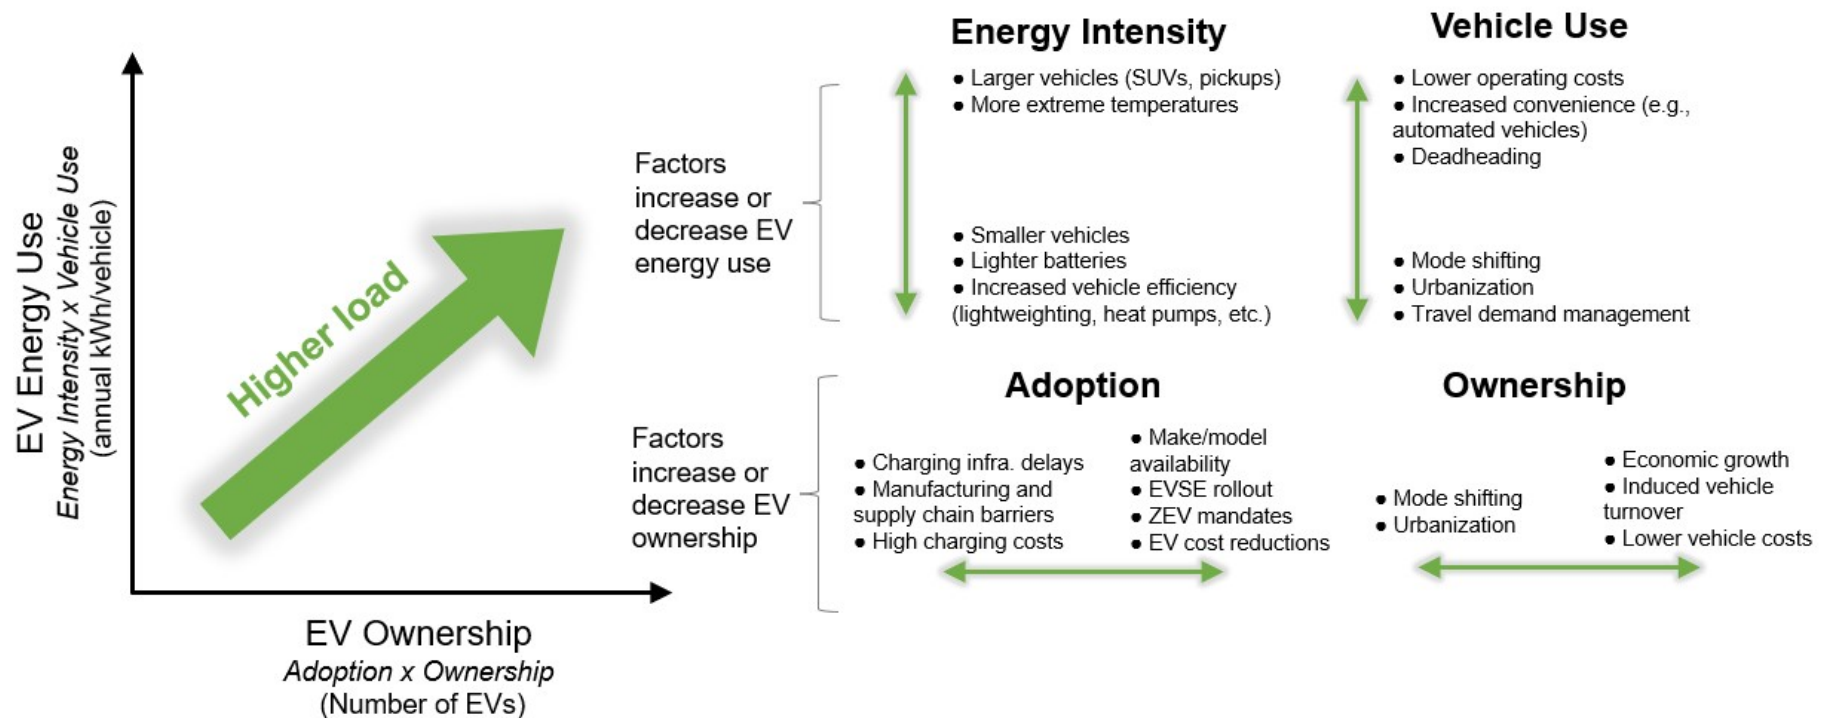 EV Energy Use
Energy Intensity x Vehicle Use
(annual kWh/vehicle)
Higher load
EV Ownership
Adoption x Ownership
(Number of EVs)
Factors
increase or
decrease EV
energy use
Energy Intensity
● Larger vehicles (SUVs, pickups)
● More extreme temperatures
● Smaller vehicles
● Lighter batteries
● Increased vehicle efficiency
(lightweighting, heat pumps, etc.)
Vehicle Use
● Lower operating costs
● Increased convenience (e.g.,
automated vehicles)
● Deadheading
● Mode shifting
● Urbanization
● Travel demand management
Factors
increase or
decrease EV
ownership
Adoption
● Charging infra. delays
● Manufacturing and
supply chain barriers
● High charging costs
● Make/model
availability
● EVSE rollout
● ZEV mandates
● EV cost reductions
Ownership
● Mode shifting
● Urbanization
● Economic growth
● Induced vehicle
turnover
● Lower vehicle costs